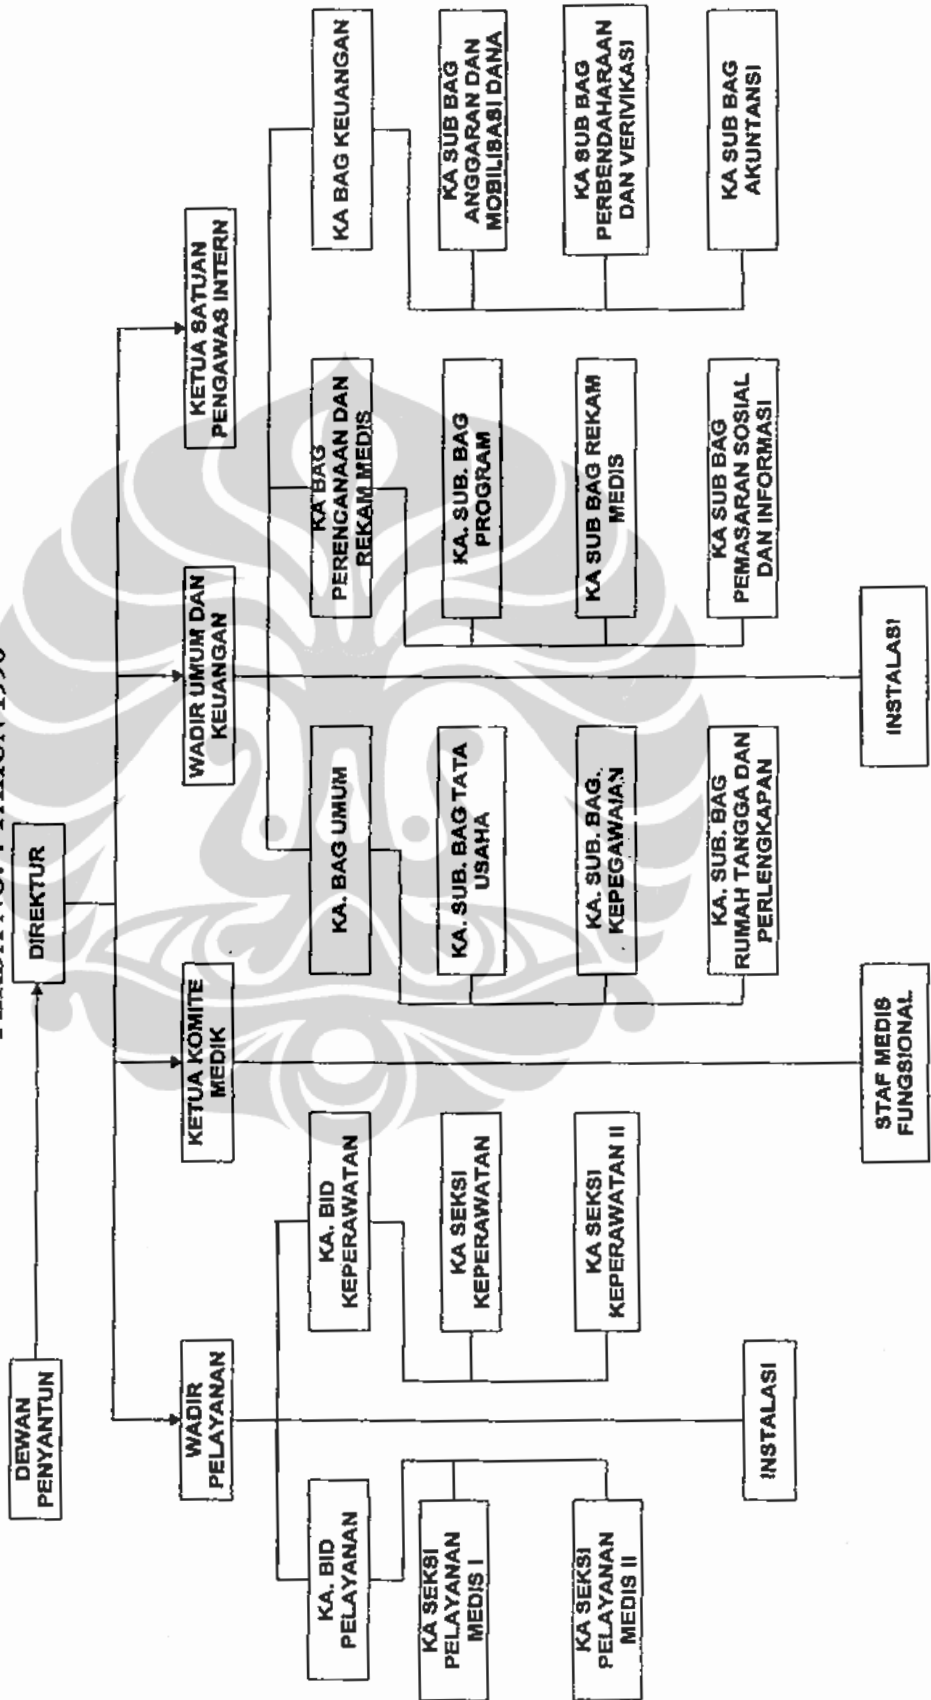 DIREKTUR
DEWAN
PENYANTUN
WADIR
PELAYANAN
KETUA KOMITE
MEDIK
WADIR UMUM DAN
KEUANGAN
KETUA SATUAN
PENGAWAS INTERN
KA. BID
PELAYANAN
KA. BID
KEPERAWATAN
KA. BAG UMUM
KA BAG
PERENCANAAN DAN
REKAM MEDIS
KA BAG KEUANGAN
KA SEKSI
PELAYANAN
MEDIS I
KA SEKSI
KEPERAWATAN
KA. SUB. BAG TATA
USAHA
KA. SUB. BAG
PROGRAM
KA SUB BAG
ANGGARAN DAN
MOBILISASI DANA
KA SEKSI
PELAYANAN
MEDIS II
KA SEKSI
KEPERAWATAN II
KA. SUB. BAG.
KEPEGAWAIAN
KA SUB BAG REKAM
MEDIS
KA SUB BAG
PERBENDAHARAAN
DAN VERIVIKASI
INSTALASI
KA. SUB. BAG
RUMAH TANGGA DAN
PERLENGKAPAN
KA SUB BAG
PEMASARAN SOSIAL
DAN INFORMASI
KA SUB BAG
AKUNTANSI
STAF MEDIS
FUNGSIONAL
INSTALASI